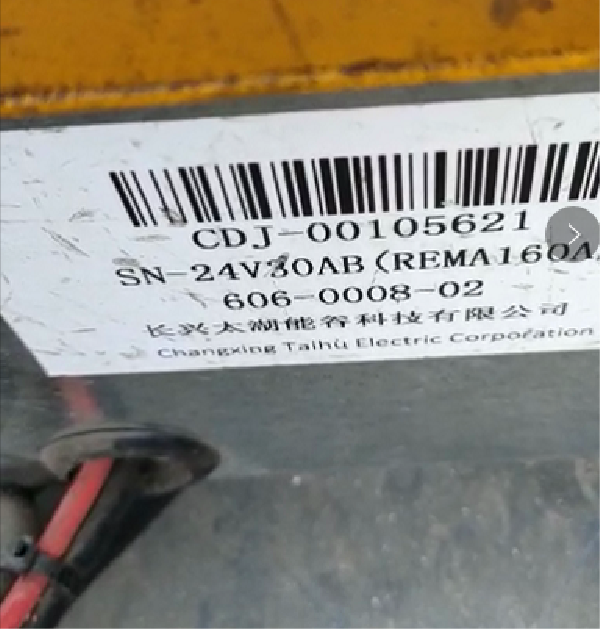 CDJ-00105621
SN-24V30AB(REMA160A
606-0008-02
长兴太湖能谷科技有限公司
Changxing Taihu Electric Corporation